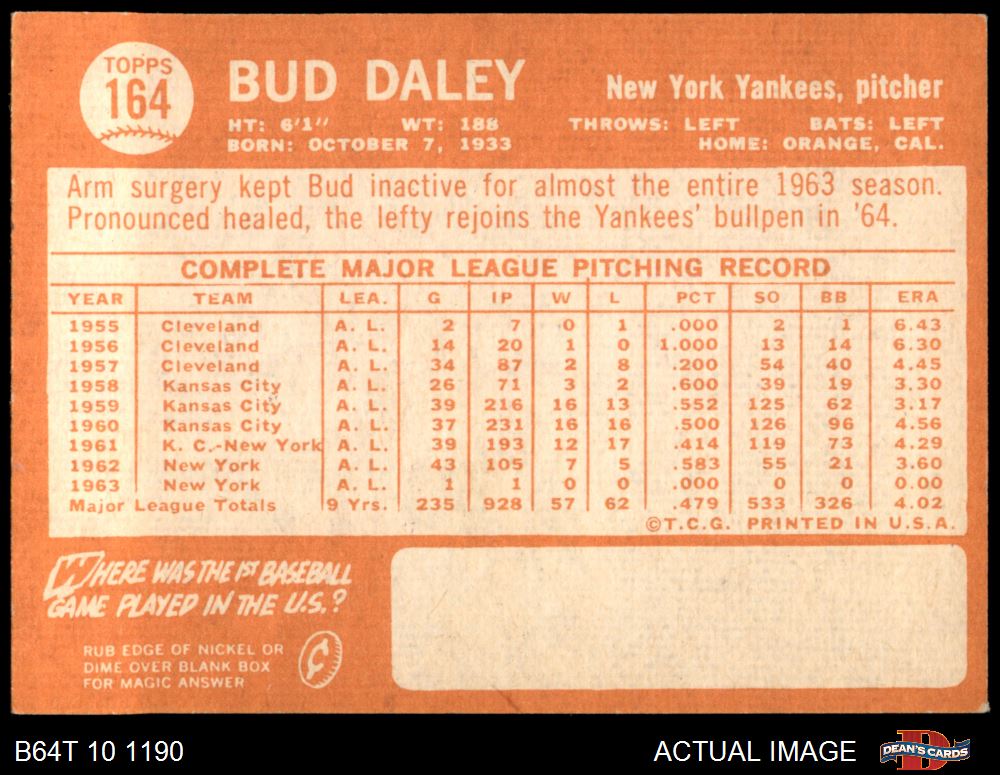 TOPPS
164
BUD DALEY
New York Yankees, pitcher
HT: 6'1" WT: 188 THROWS: LEFT BATS: LEFT
BORN: OCTOBER 7, 1933 HOME: ORANGE, CAL.
Arm surgery kept Bud inactive for almost the entire 1963 season.
Pronounced healed, the lefty rejoins the Yankees' bullpen in '64.
COMPLETE MAJOR LEAGUE PITCHING RECORD
YEAR TEAM LEA. G IP W L PCT SO BB ERA
1955 Cleveland A. L. 2 7 0 1 .000 2 1 6.43
1956 Cleveland A. L. 14 20 1 0 1.000 13 14 6.30
1957 Cleveland A. L. 34 87 2 8 .200 54 40 4.45
1958 Kansas City A. L. 26 71 3 2 .600 39 19 3.30
1959 Kansas City A. L. 39 216 16 13 .552 125 62 3.17
1960 Kansas City A. L. 37 231 16 16 .500 126 96 4.56
1961 K. C.-New York A. L. 39 193 12 17 .414 119 73 4.29
1962 New York A. L. 43 105 7 5 .583 55 21 3.60
1963 New York A. L. 1 1 0 0 .000 0 0 0.00
Major League Totals 9 Yrs. 235 928 57 62 .479 533 326 4.02
©T.C.G. PRINTED IN U.S.A.
WHERE WAS THE 1ST BASEBALL
GAME PLAYED IN THE U.S.?
RUB EDGE OF NICKEL OR
DIME OVER BLANK BOX
FOR MAGIC ANSWER
¢
B64T 10 1190
ACTUAL IMAGE
D
DEAN'S CARDS